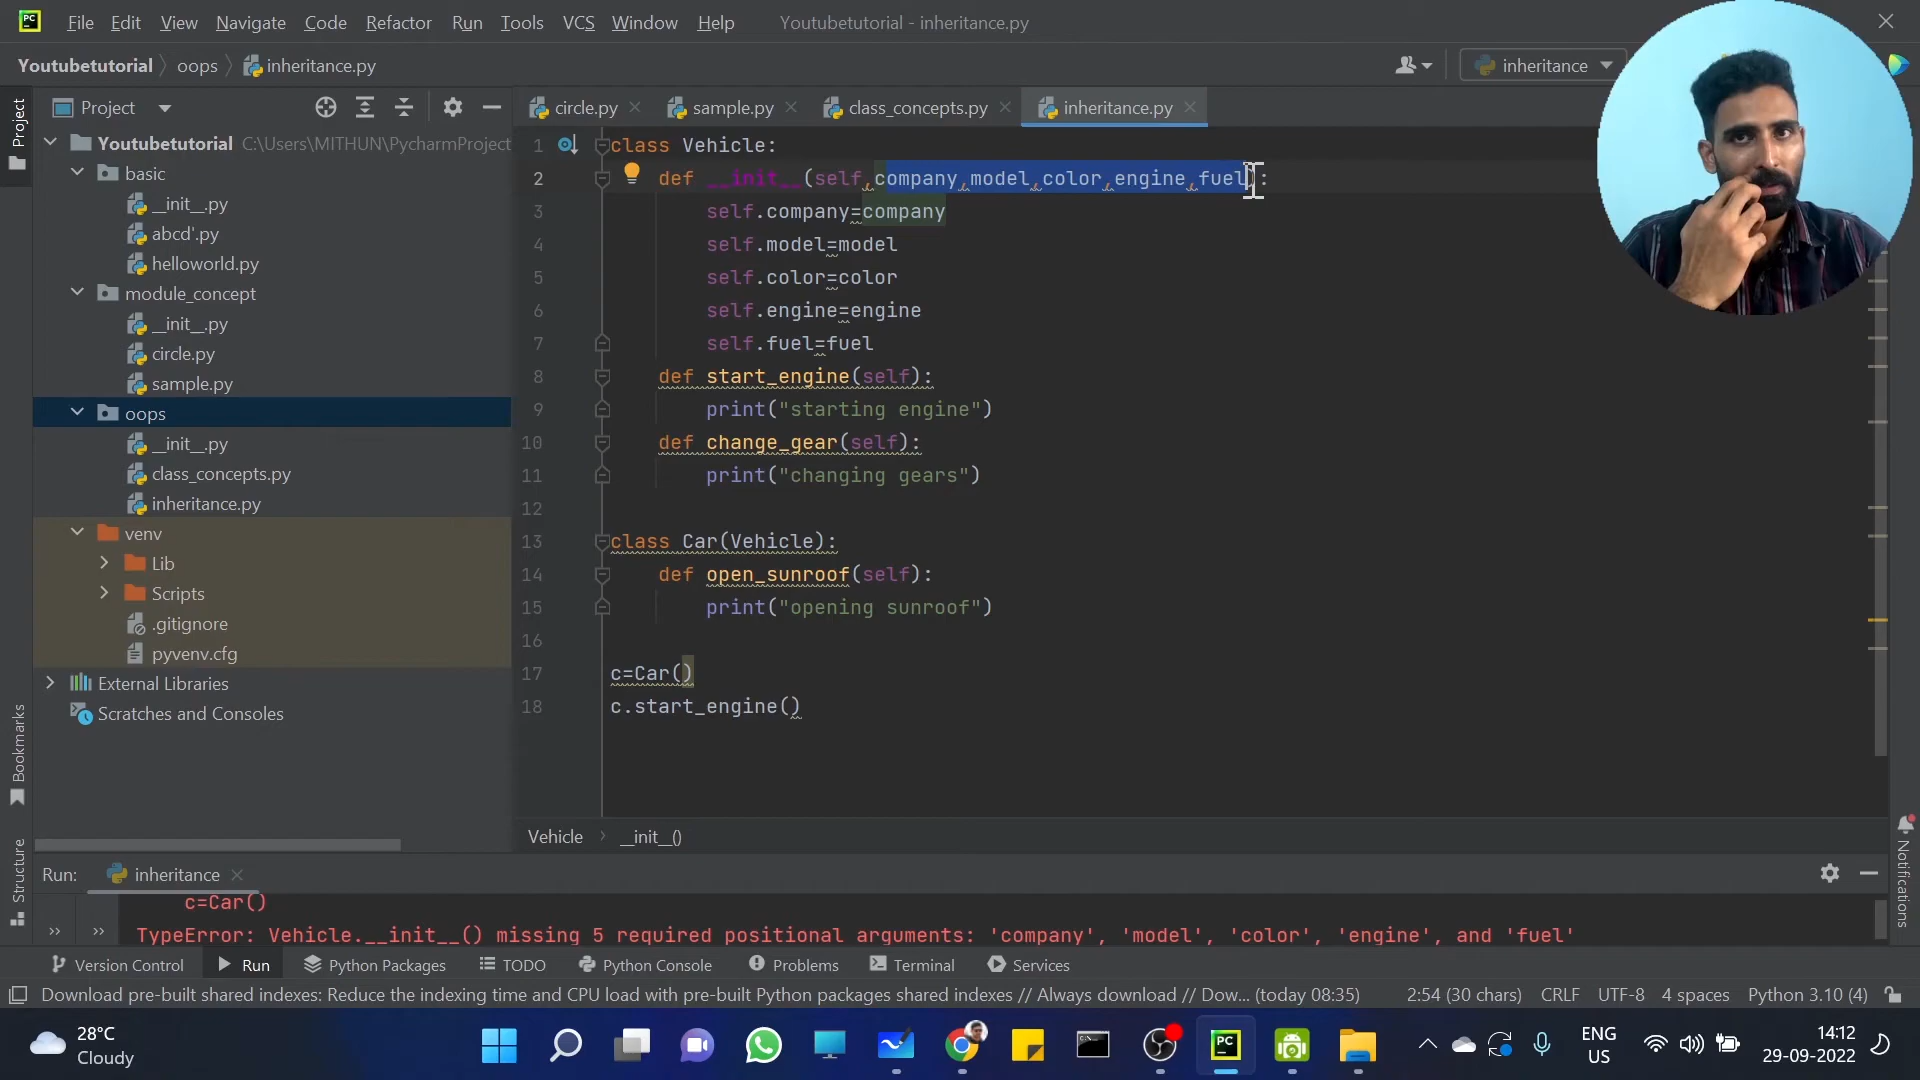 PC File Edit View Navigate Code Refactor Run Tools VCS Window Help Youtubetutorial - inheritance.py
Youtubetutorial oops inheritance.py inheritance
Project circle.py sample.py class_concepts.py inheritance.py
Project
Youtubetutorial C:\Users\MITHUN\PycharmProject
basic
__init__.py
abcd'.py
helloworld.py
module_concept
__init__.py
circle.py
sample.py
oops
__init__.py
class_concepts.py
inheritance.py
venv
Lib
Scripts
.gitignore
pyvenv.cfg
External Libraries
Scratches and Consoles
Bookmarks
Structure
1 class Vehicle:
2 def __init__(self,company,model,color,engine,fuel):
3 self.company=company
4 self.model=model
5 self.color=color
6 self.engine=engine
7 self.fuel=fuel
8 def start_engine(self):
9 print("starting engine")
10 def change_gear(self):
11 print("changing gears")
12
13 class Car(Vehicle):
14 def open_sunroof(self):
15 print("opening sunroof")
16
17 c=Car()
18 c.start_engine()
Vehicle __init__()
Notifications
Run: inheritance
c=Car()
TypeError: Vehicle.__init__() missing 5 required positional arguments: 'company', 'model', 'color', 'engine', and 'fuel'
Version Control Run Python Packages TODO Python Console Problems Terminal Services
Download pre-built shared indexes: Reduce the indexing time and CPU load with pre-built Python packages shared indexes // Always download // Dow... (today 08:35) 2:54 (30 chars) CRLF UTF-8 4 spaces Python 3.10 (4)
28°C
Cloudy
PC
ENG
US
14:12
29-09-2022